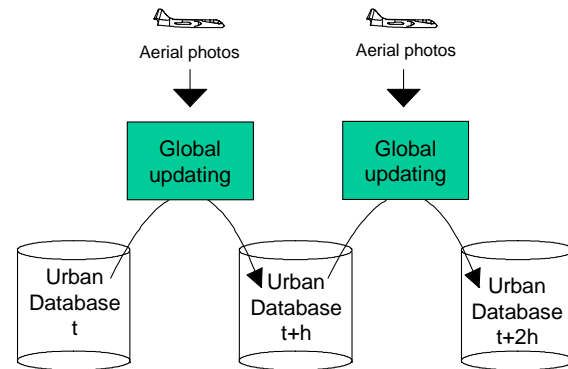 Aerial photos
Aerial photos
Global
updating
Global
updating
Urban
Database
t
Urban
Database
t+h
Urban
Database
t+2h